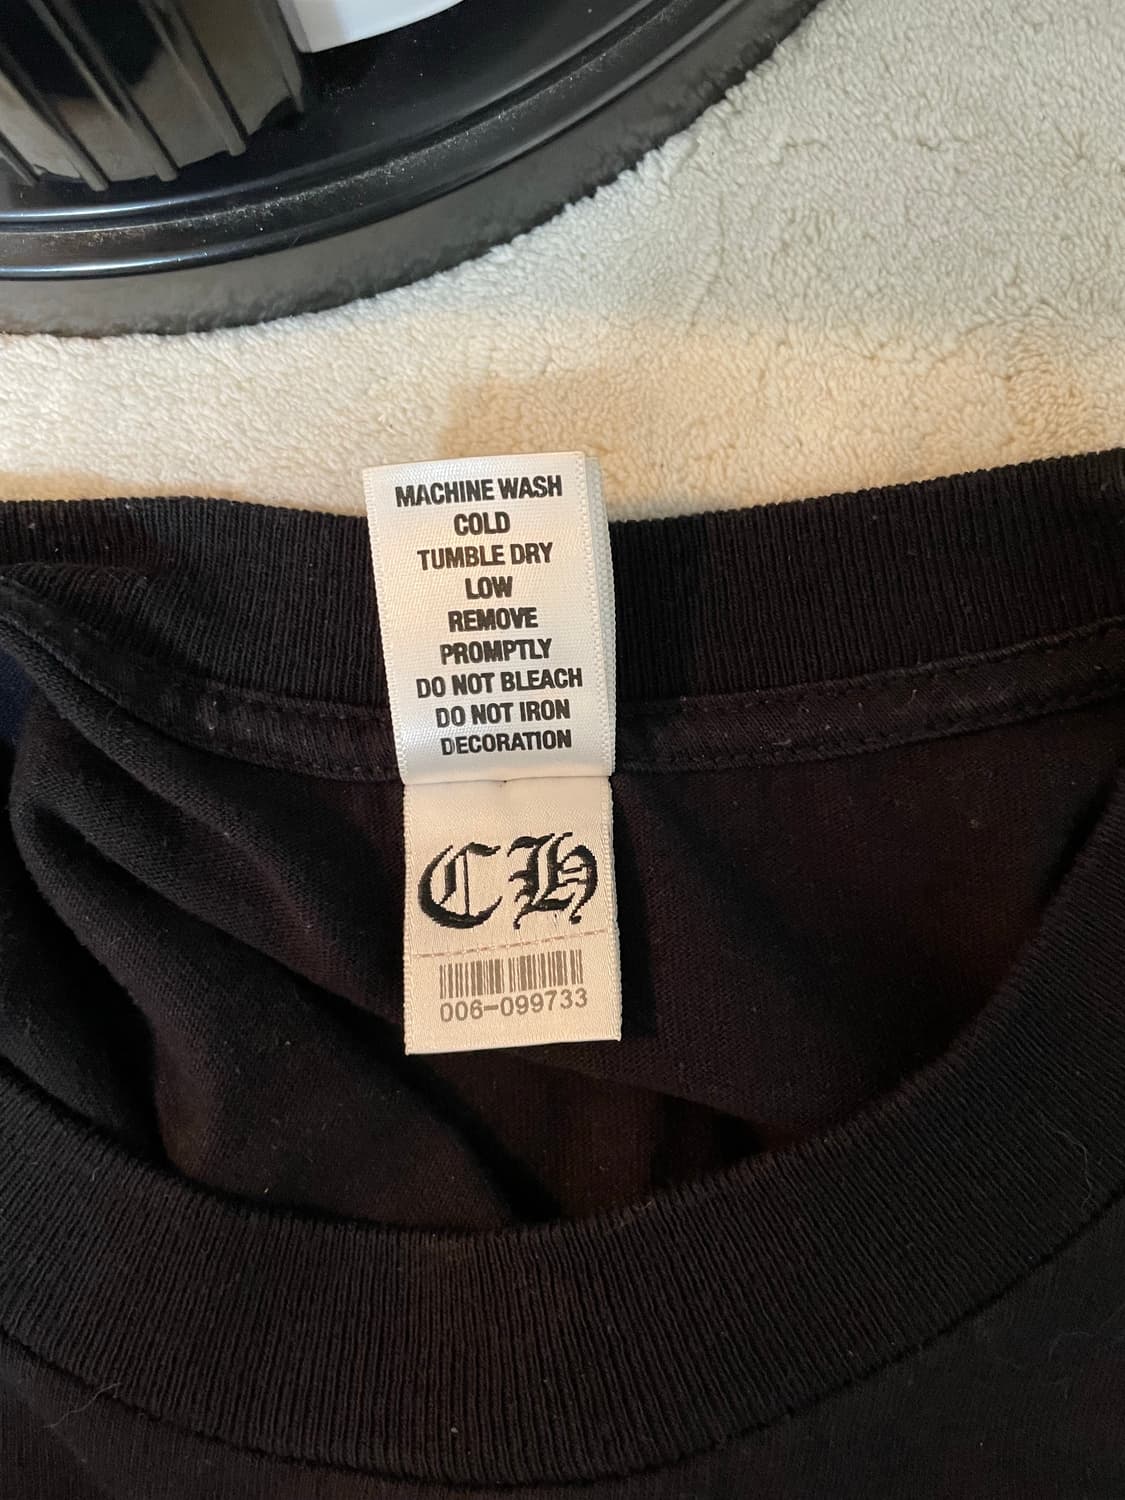 MACHINE WASH
COLD
TUMBLE DRY
LOW
REMOVE
PROMPTLY
DO NOT BLEACH
DO NOT IRON
DECORATION
CH
006-099733